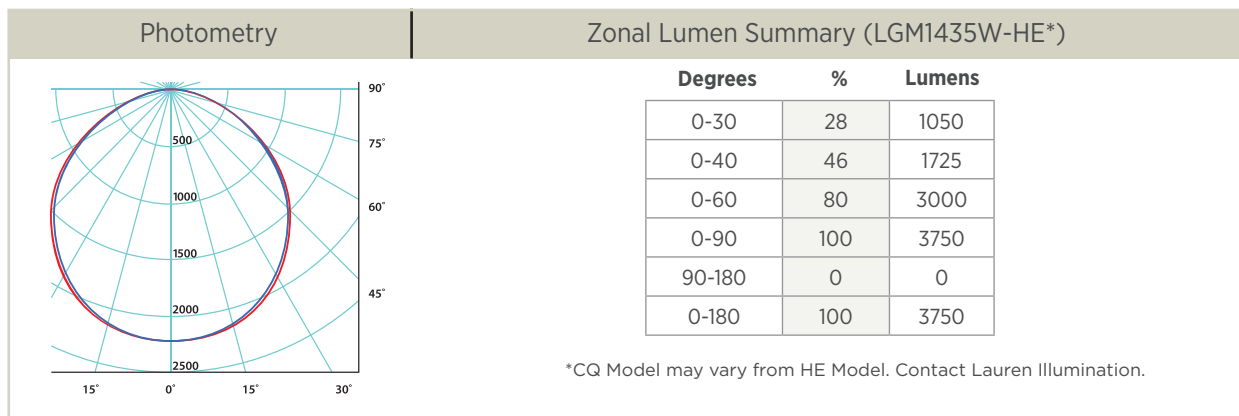 Photometry
Zonal Lumen Summary (LGM1435W-HE*)
90°
75°
60°
45°
500
1000
1500
2000
2500
15° 0° 15° 30°
Degrees % Lumens
0-30 28 1050
0-40 46 1725
0-60 80 3000
0-90 100 3750
90-180 0 0
0-180 100 3750
*CQ Model may vary from HE Model. Contact Lauren Illumination.